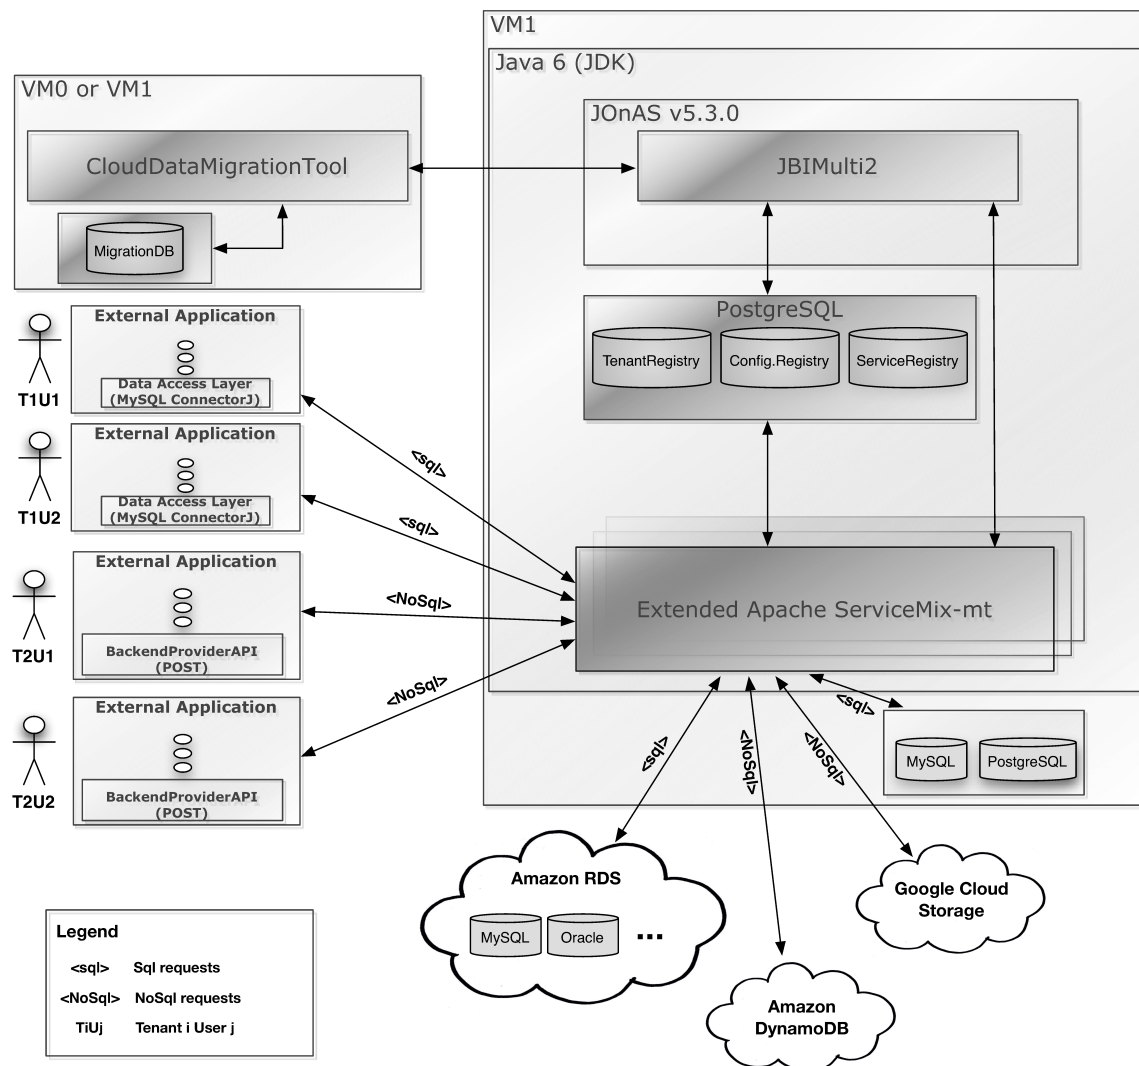 VM1
Java 6 (JDK)
VM0 or VM1
JOnAS v5.3.0
CloudDataMigrationTool
JBIMulti2
MigrationDB
PostgreSQL
TenantRegistry
Config.Registry
ServiceRegistry
External Application
Data Access Layer
(MySQL ConnectorJ)
T1U1
<sql>
External Application
Data Access Layer
(MySQL ConnectorJ)
T1U2
<sql>
External Application
BackendProviderAPI
(POST)
T2U1
<NoSql>
Extended Apache ServiceMix-mt
External Application
BackendProviderAPI
(POST)
T2U2
<NoSql>
<sql>
<NoSql>
<NoSql>
<sql>
MySQL
PostgreSQL
Amazon RDS
MySQL
Oracle
...
Google Cloud
Storage
Amazon
DynamoDB
Legend
<sql> Sql requests
<NoSql> NoSql requests
TiUj Tenant i User j